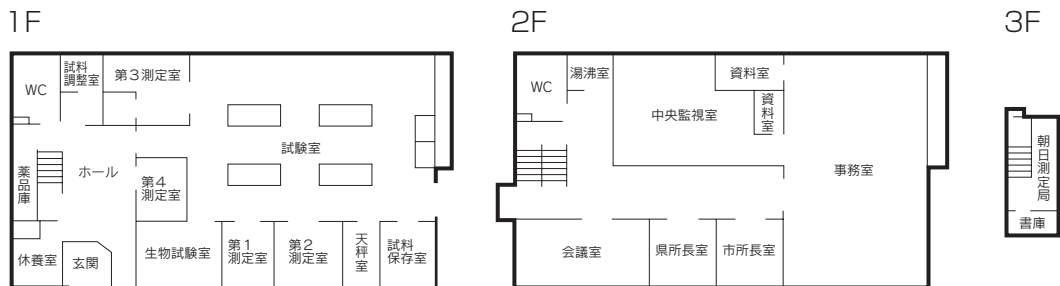 1F
2F
3F
WC
試料
調整室
第3測定室
試験室
ホール
薬品庫
第4
測定室
休養室
玄関
生物試験室
第1
測定室
第2
測定室
天秤室
試料
保存室
WC
湯沸室
中央監視室
資料室
資料室
事務室
会議室
県所長室
市所長室
朝日測定局
書庫